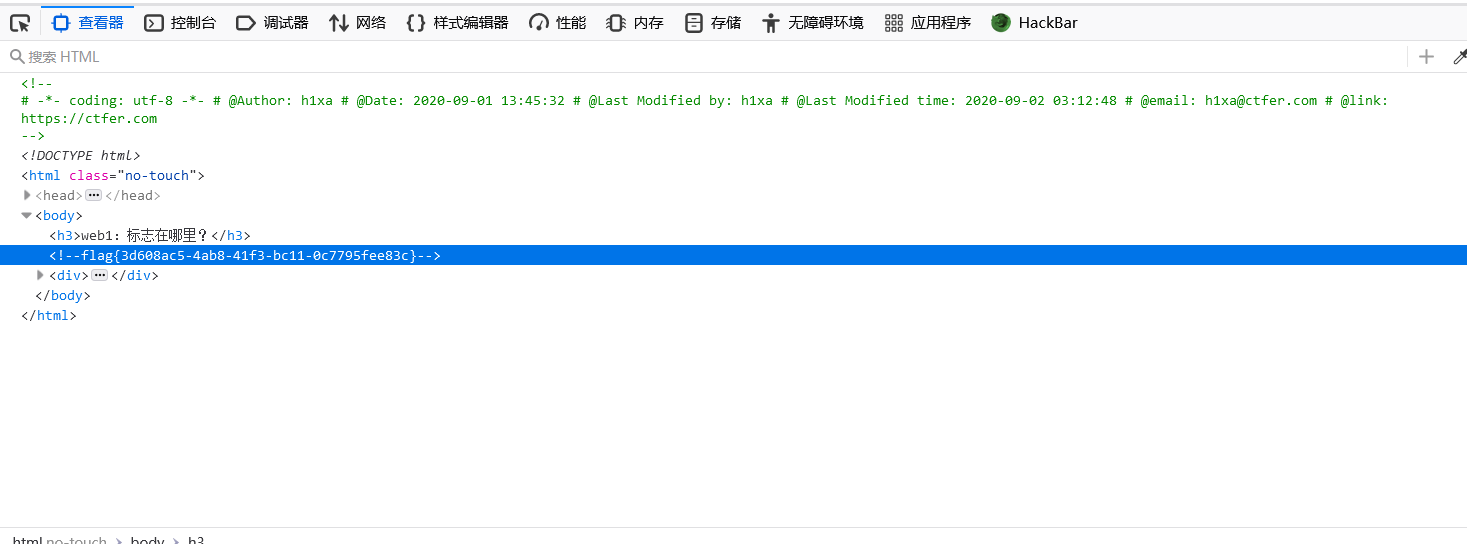 查看器 控制台 调试器 网络 样式编辑器 性能 内存 存储 无障碍环境 应用程序 HackBar
搜索 HTML
<!--
# -*- coding: utf-8 -*- # @Author: h1xa # @Date: 2020-09-01 13:45:32 # @Last Modified by: h1xa # @Last Modified time: 2020-09-02 03:12:48 # @email: h1xa@ctfer.com # @link:
https://ctfer.com
-->
<!DOCTYPE html>
<html class="no-touch">
<head>···</head>
<body>
<h3>web1：标志在哪里？</h3>
<!--flag{3d608ac5-4ab8-41f3-bc11-0c7795fee83c}-->
<div>···</div>
</body>
</html>
html.no-touch > body > h3